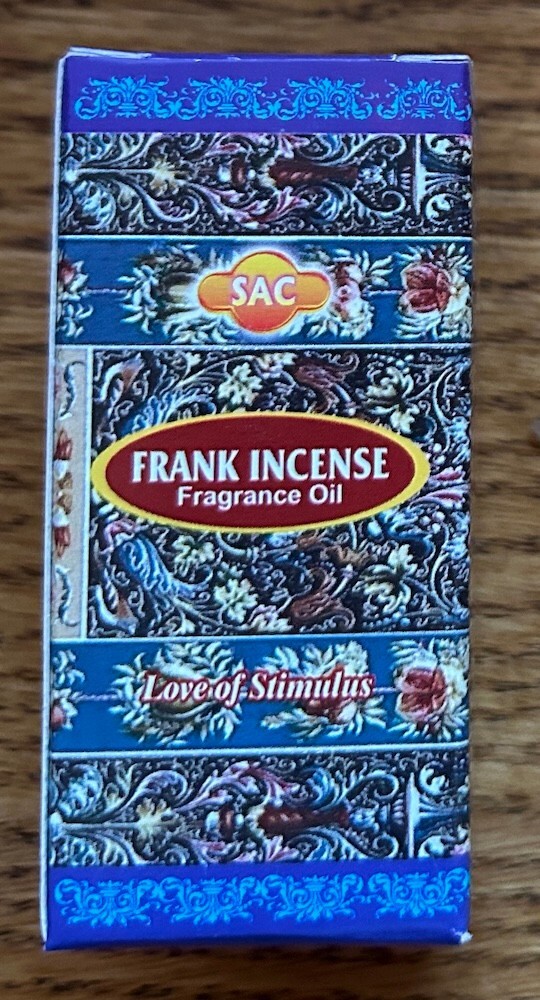 SAC
FRANK INCENSE
Fragrance Oil
Love of Stimulus